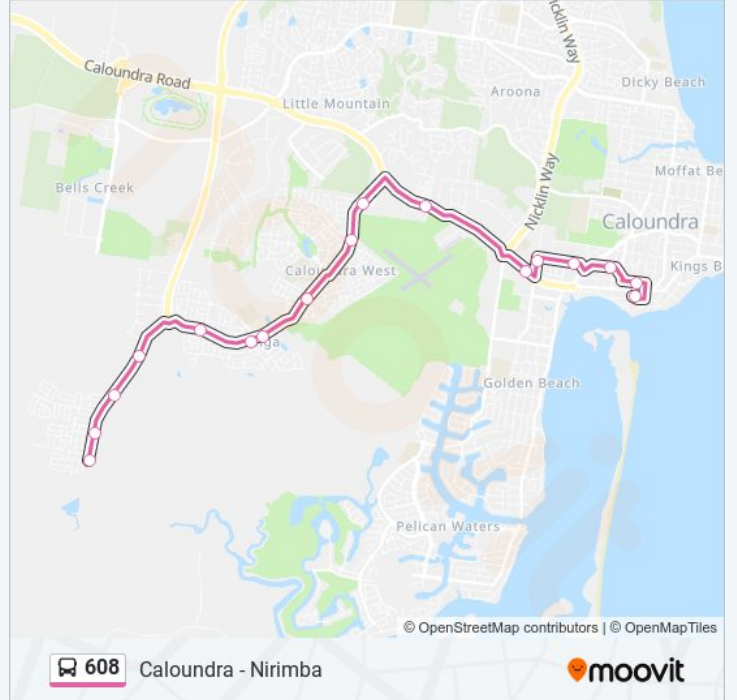 Nicklin Way
Caloundra Road
Dicky Beach
Aroona
Little Mountain
Moffat Be
Bells Creek
Nicklin Way
Caloundra
Kings B
Caloundra West
Golden Beach
Pelican Waters
© OpenStreetMap contributors | © OpenMapTiles
608 Caloundra - Nirimba
moovit